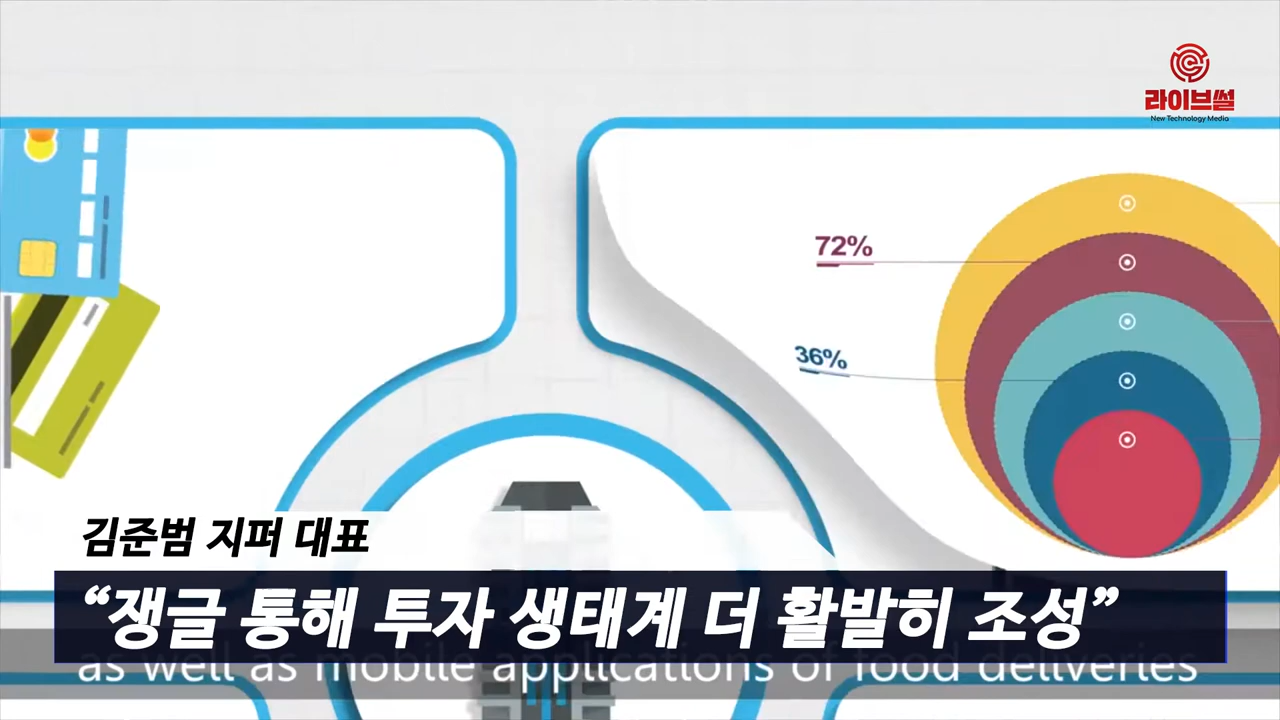 라이브썰
New Technology Media
72%
36%
김준범 지퍼 대표
“쟁글 통해 투자 생태계 더 활발히 조성”
as well as mobile applications of food deliveries